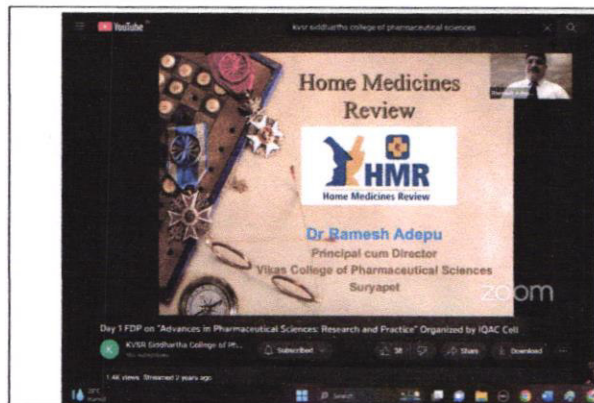 YouTube
kvsr siddhartha college of pharmaceutical sciences
Home Medicines
Review
HMR
Home Medicines Review
Dr Ramesh Adepu
Principal cum Director
Vikas College of Pharmaceutical Sciences
Suryapet
zoom
Day 1 FDP on "Advances in Pharmaceutical Sciences: Research and Practice" Organized by IQAC Cell
K
KVSR Siddhartha College of Ph...
Subscribed
38
Share
Download
1.4K views Streamed 2 years ago
Search